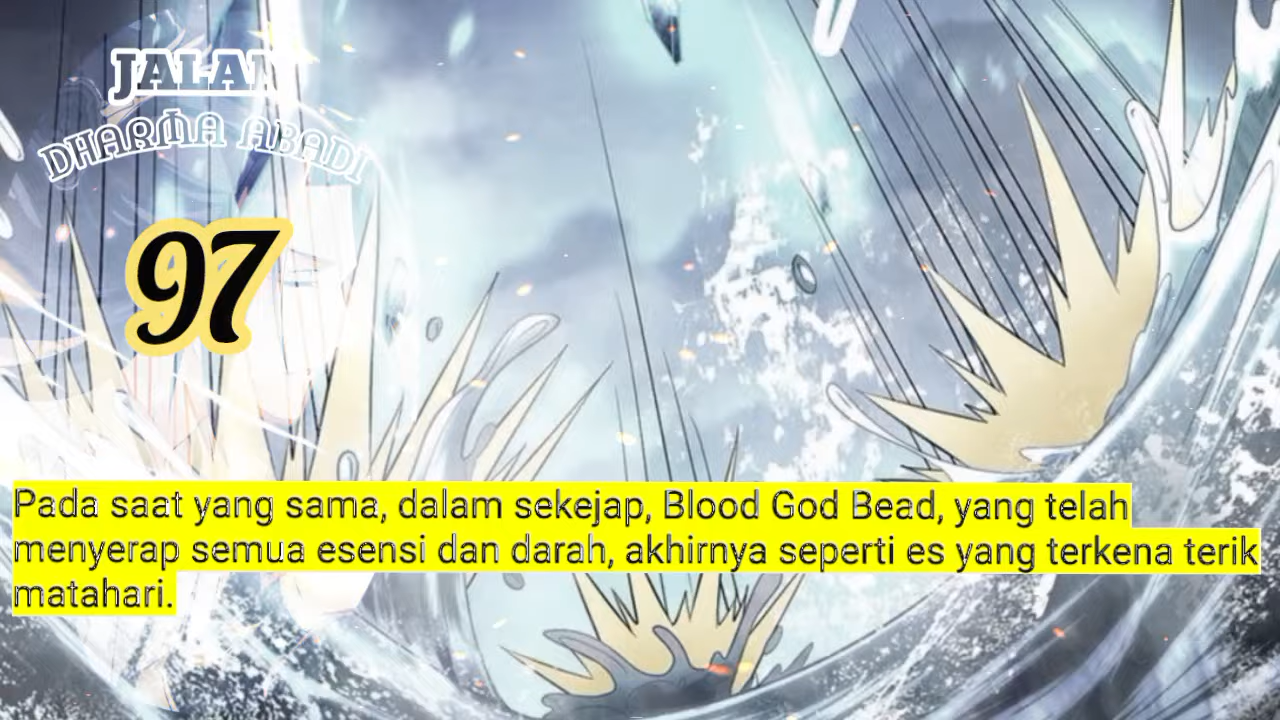 JALAN
DHARMA ABADI
97
Pada saat yang sama, dalam sekejap, Blood God Bead, yang telah
menyerap semua esensi dan darah, akhirnya seperti es yang terkena terik
matahari.